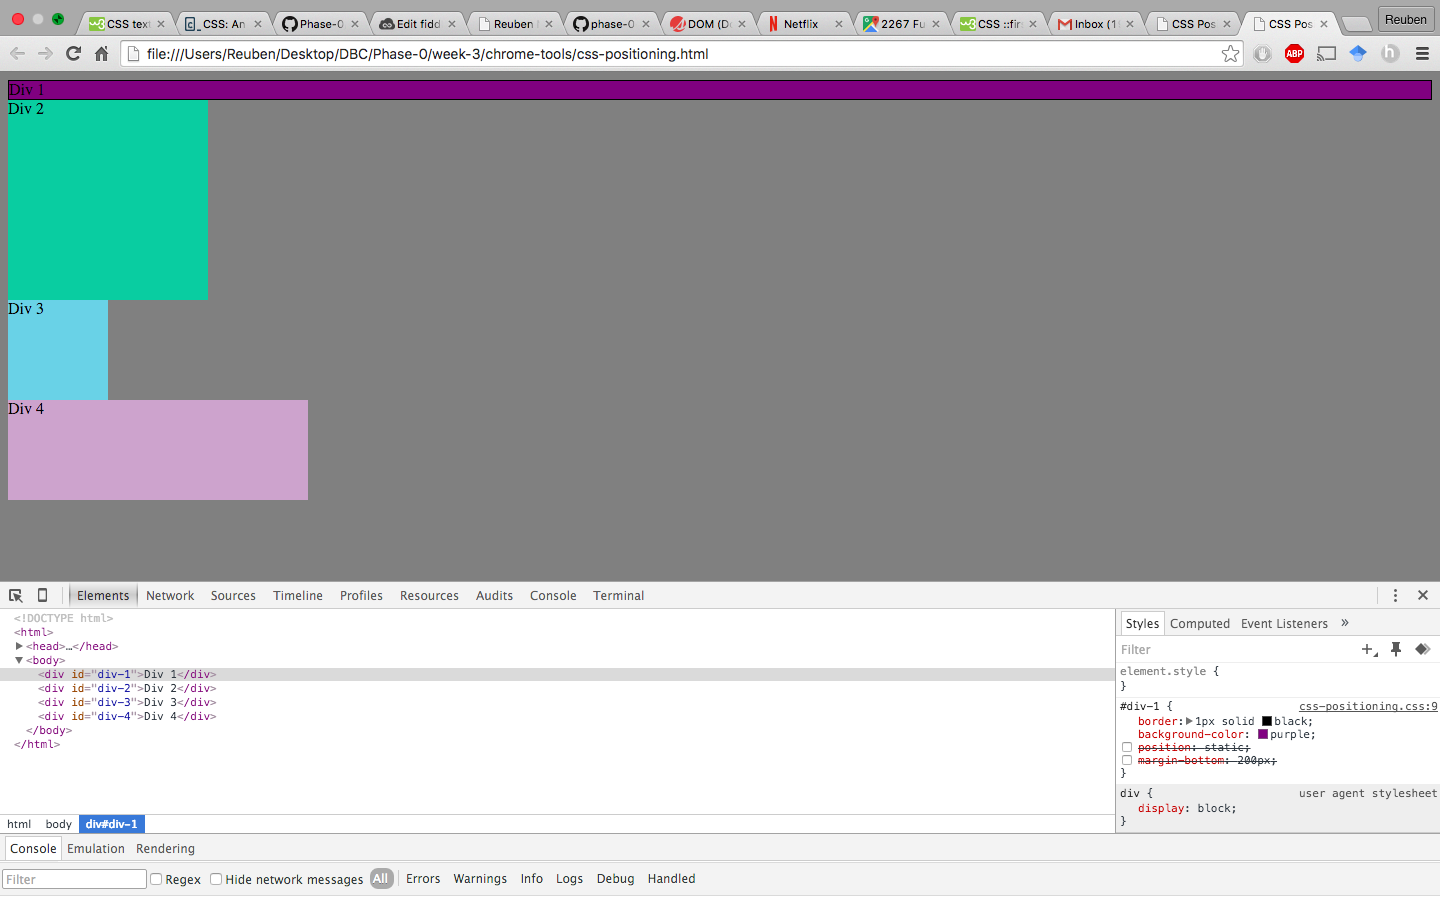 CSS text
CSS: An
Phase-0
Edit fidd
Reuben
phase-0
DOM (Do
Netflix
2267 Fu
CSS ::firs
Inbox (1
CSS Pos
CSS Pos
Reuben
file:///Users/Reuben/Desktop/DBC/Phase-0/week-3/chrome-tools/css-positioning.html
ABP
h
Div 1
Div 2
Div 3
Div 4
Elements Network Sources Timeline Profiles Resources Audits Console Terminal
<!DOCTYPE html>
<html>
<head>…</head>
<body>
<div id="div-1">Div 1</div>
<div id="div-2">Div 2</div>
<div id="div-3">Div 3</div>
<div id="div-4">Div 4</div>
</body>
</html>
html body div#div-1
Styles Computed Event Listeners »
Filter
element.style {
}
#div-1 { css-positioning.css:9
border: 1px solid black;
background-color: purple;
position: static;
margin-bottom: 200px;
}
div { user agent stylesheet
display: block;
}
Console Emulation Rendering
Filter Regex Hide network messages All Errors Warnings Info Logs Debug Handled